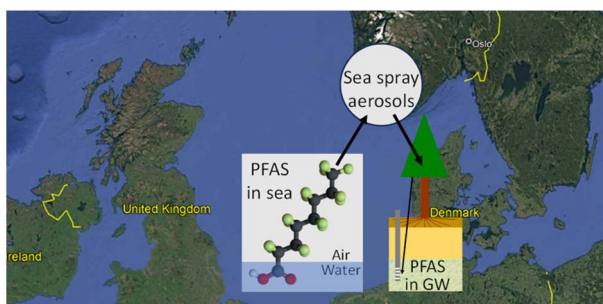 Oslo
Sea spray
aerosols
PFAS
in sea
United Kingdom
Denmark
reland
Air
Water
PFAS
in GW